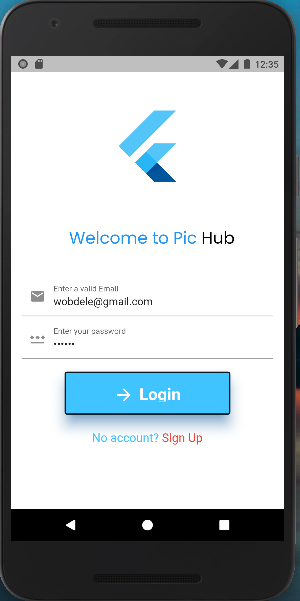 12:35
Welcome to Pic Hub
Enter a valid Email
wobdele@gmail.com
Enter your password
••••••
→ Login
No account? Sign Up